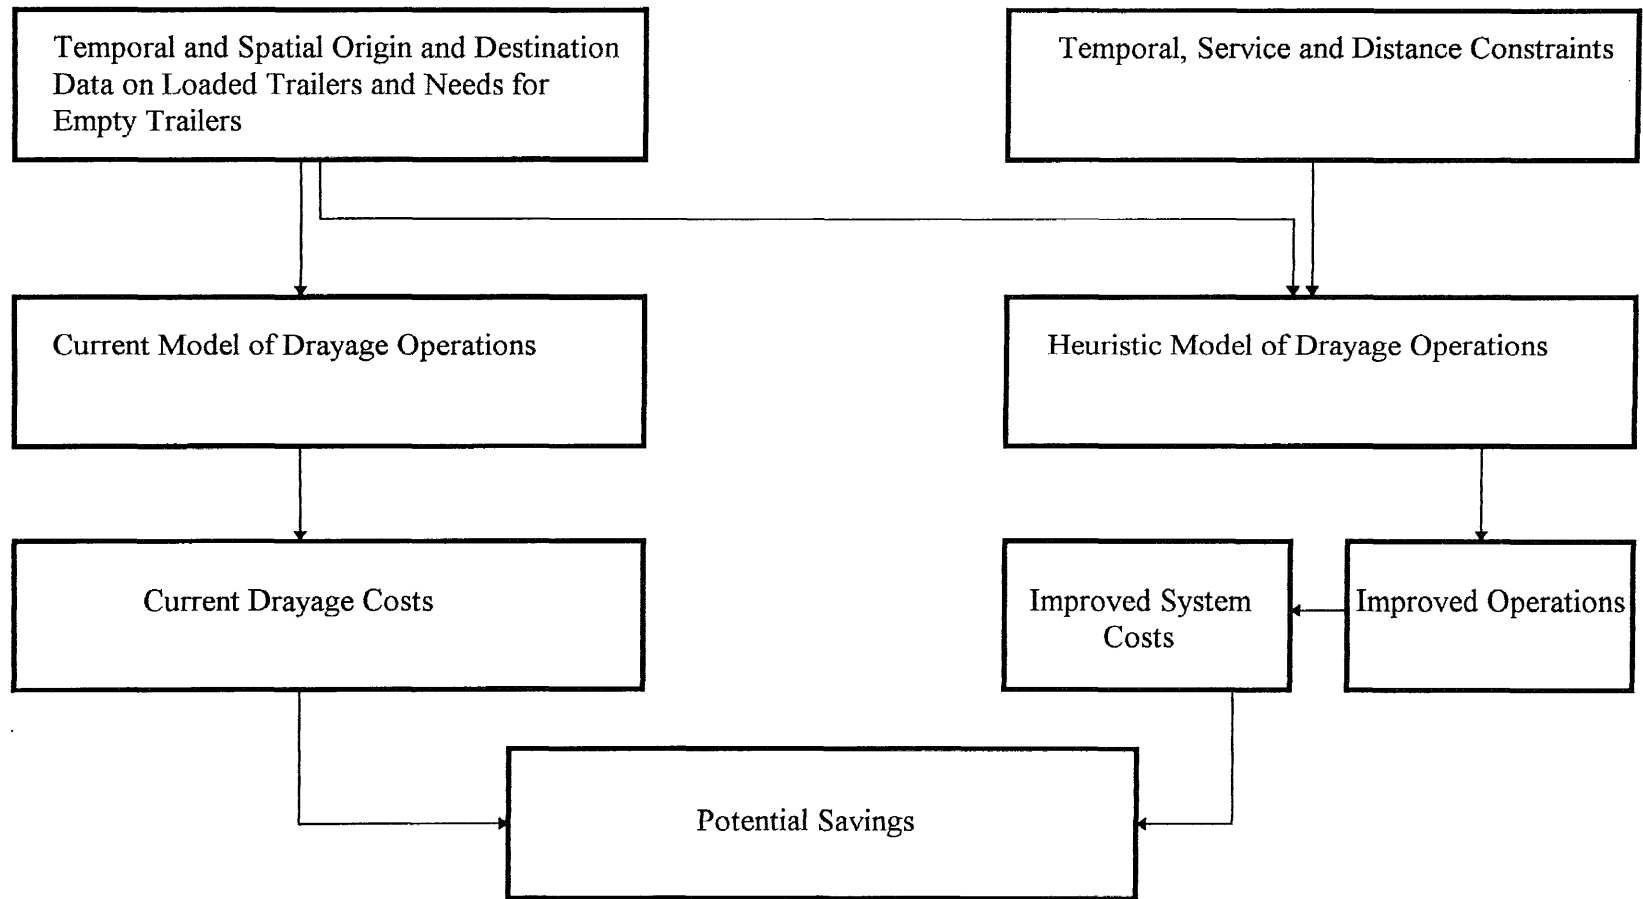 Temporal and Spatial Origin and Destination
Data on Loaded Trailers and Needs for
Empty Trailers
Temporal, Service and Distance Constraints
Current Model of Drayage Operations
Heuristic Model of Drayage Operations
Current Drayage Costs
Improved System
Costs
Improved Operations
Potential Savings